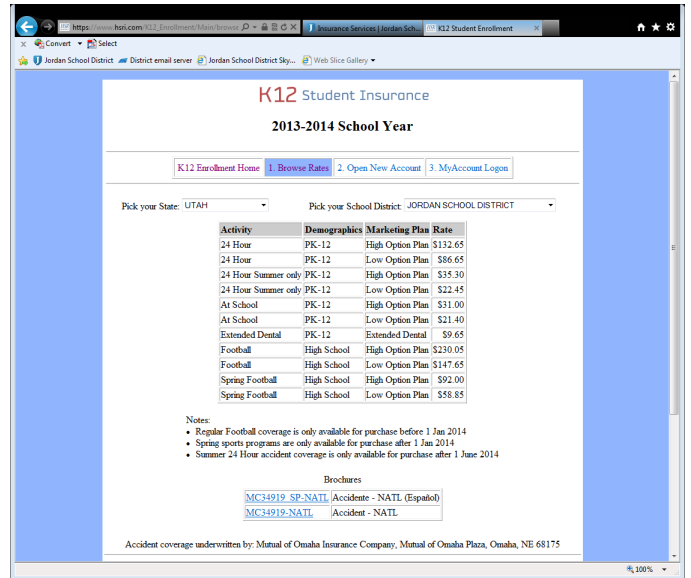 https://www.hsri.com/K12_Enrollment/Main/browse
Insurance Services | Jordan Sch...
K12 Student Enrollment
x Convert Select
Jordan School District District email server Jordan School District Sky... Web Slice Gallery
K12 Student Insurance
2013-2014 School Year
K12 Enrollment Home 1. Browse Rates 2. Open New Account 3. MyAccount Logon
Pick your State: UTAH Pick your School District: JORDAN SCHOOL DISTRICT
Activity Demographics Marketing Plan Rate
24 Hour PK-12 High Option Plan $132.65
24 Hour PK-12 Low Option Plan $86.65
24 Hour Summer only PK-12 High Option Plan $35.30
24 Hour Summer only PK-12 Low Option Plan $22.45
At School PK-12 High Option Plan $31.00
At School PK-12 Low Option Plan $21.40
Extended Dental PK-12 Extended Dental $9.65
Football High School High Option Plan $230.05
Football High School Low Option Plan $147.65
Spring Football High School High Option Plan $92.00
Spring Football High School Low Option Plan $58.85
Notes:
• Regular Football coverage is only available for purchase before 1 Jan 2014
• Spring sports programs are only available for purchase after 1 Jan 2014
• Summer 24 Hour accident coverage is only available for purchase after 1 June 2014
Brochures
MC34919_SP-NATL Accidente - NATL (Español)
MC34919-NATL Accident - NATL
Accident coverage underwritten by: Mutual of Omaha Insurance Company, Mutual of Omaha Plaza, Omaha, NE 68175
100%